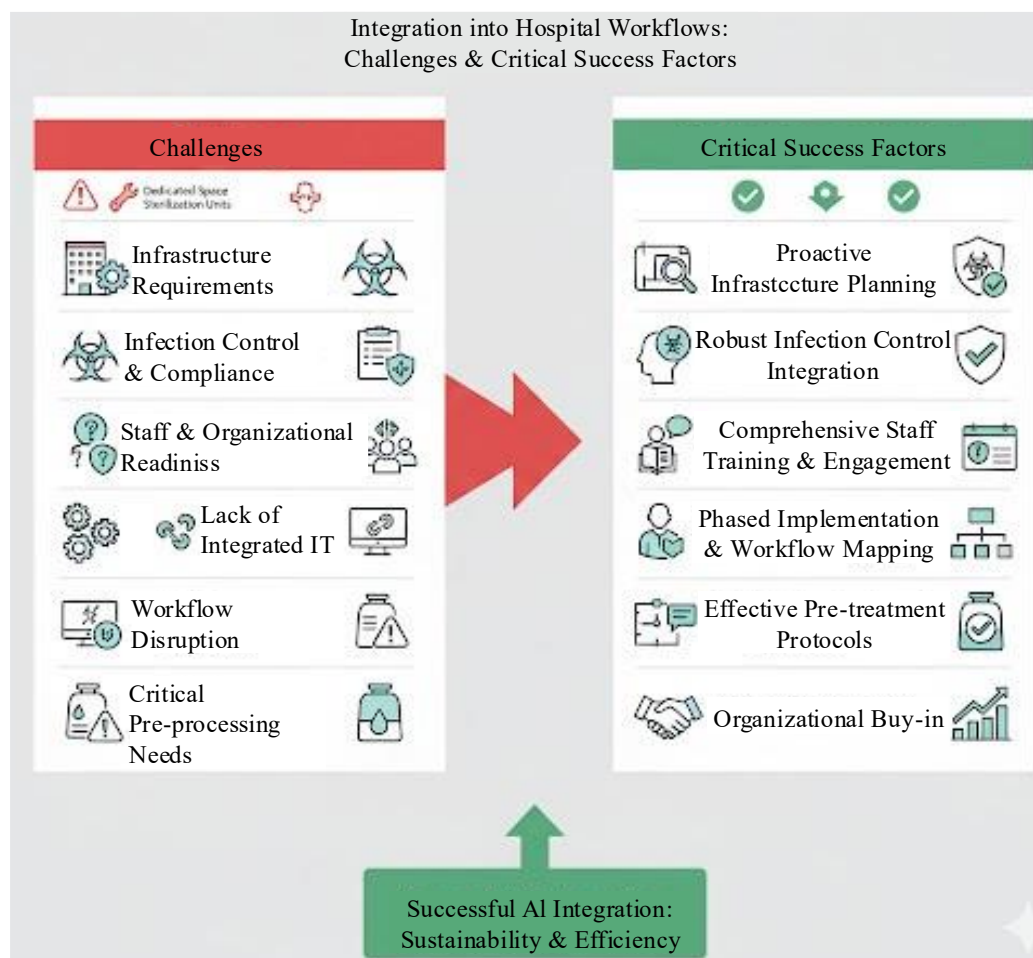 Integration into Hospital Workflows:
Challenges & Critical Success Factors
Challenges
Dedicated Space
Sterilization Units
Infrastructure
Requirements
Infection Control
& Compliance
Staff & Organizational
Readiniss
Lack of
Integrated IT
Workflow
Disruption
Critical
Pre-processing
Needs
Critical Success Factors
Proactive
Infrastccture Planning
Robust Infection Control
Integration
Comprehensive Staff
Training & Engagement
Phased Implementation
& Workflow Mapping
Effective Pre-treatment
Protocols
Organizational Buy-in
Successful Al Integration:
Sustainability & Efficiency